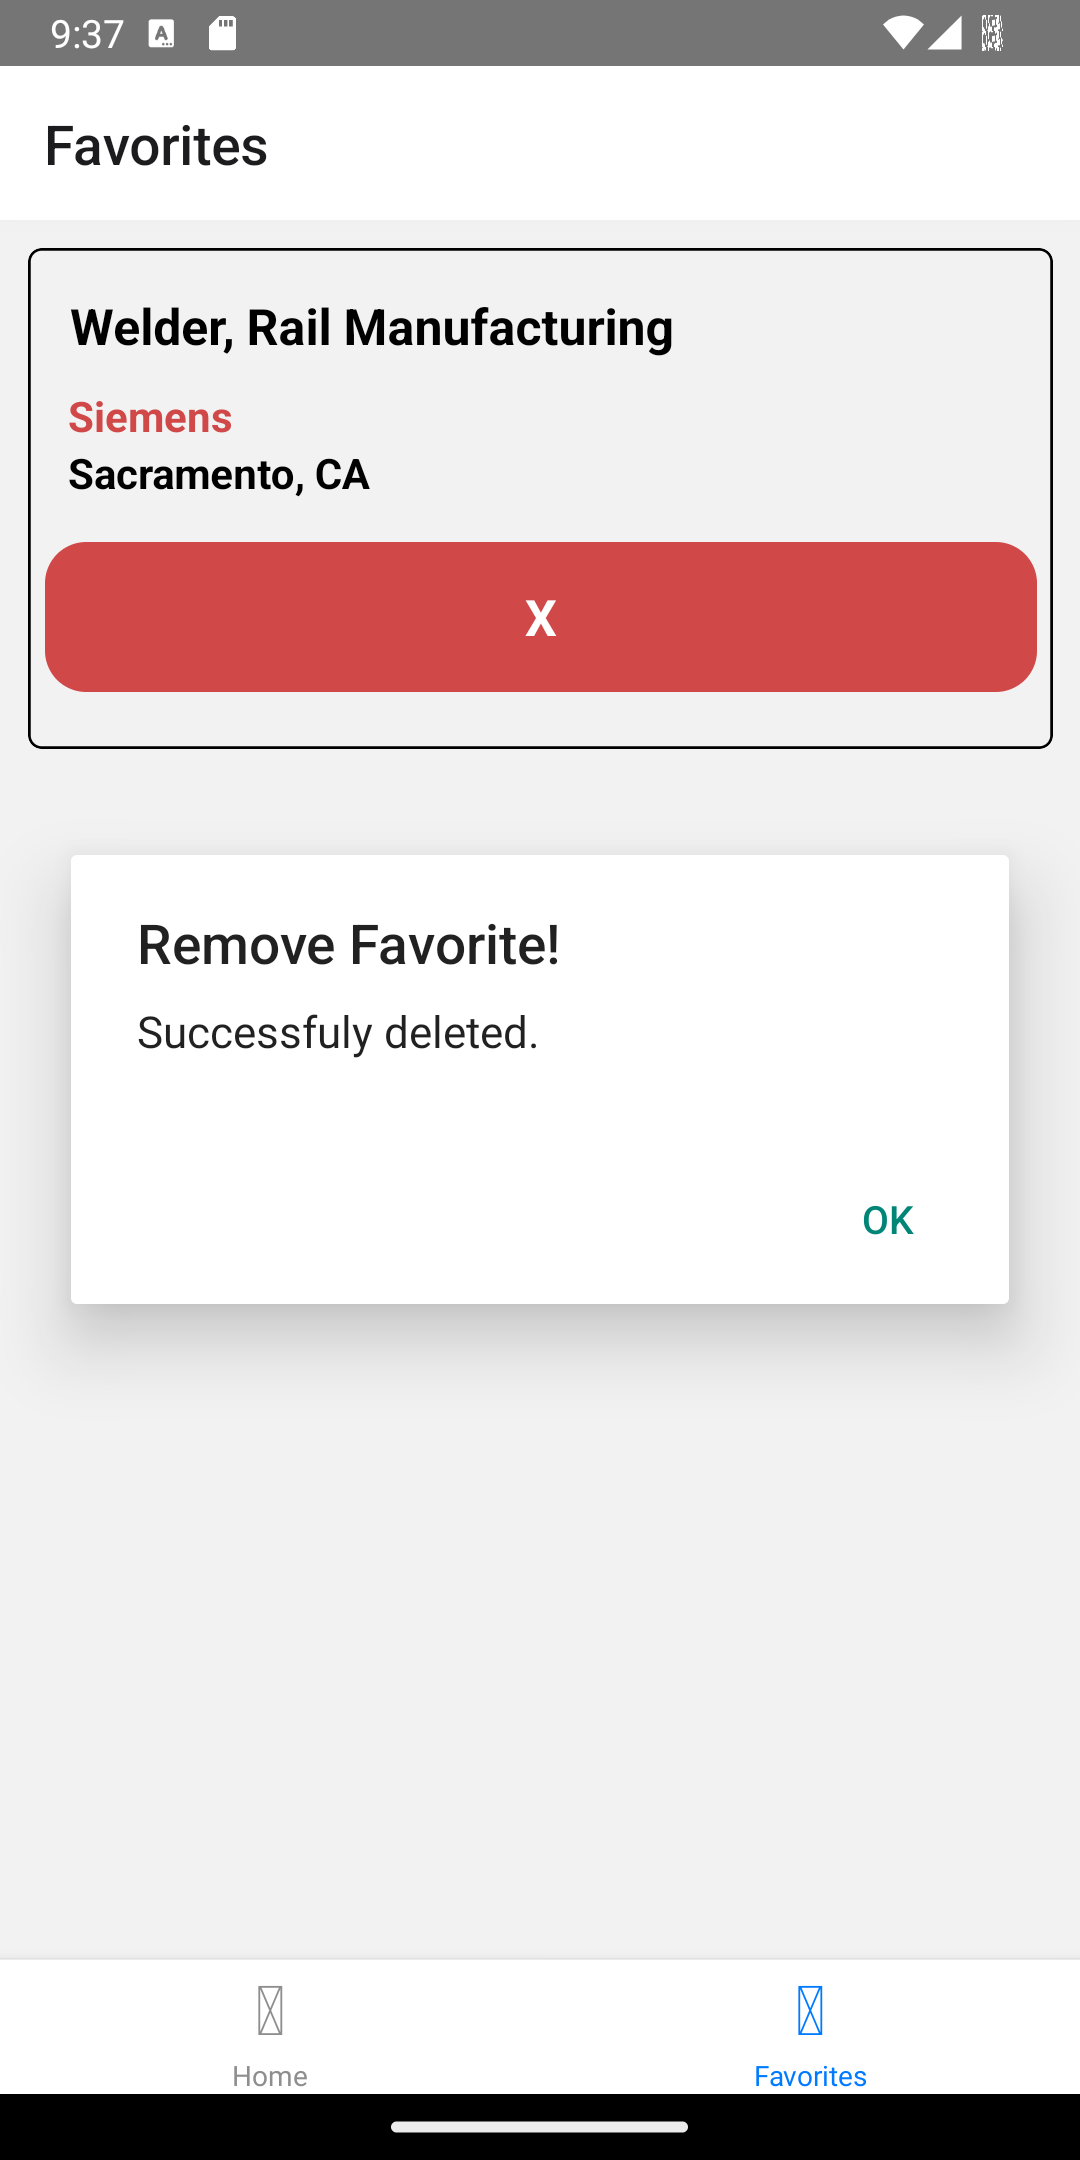 9:37
Favorites
Welder, Rail Manufacturing
Siemens
Sacramento, CA
X
Remove Favorite!
Successfuly deleted.
OK
Home
Favorites